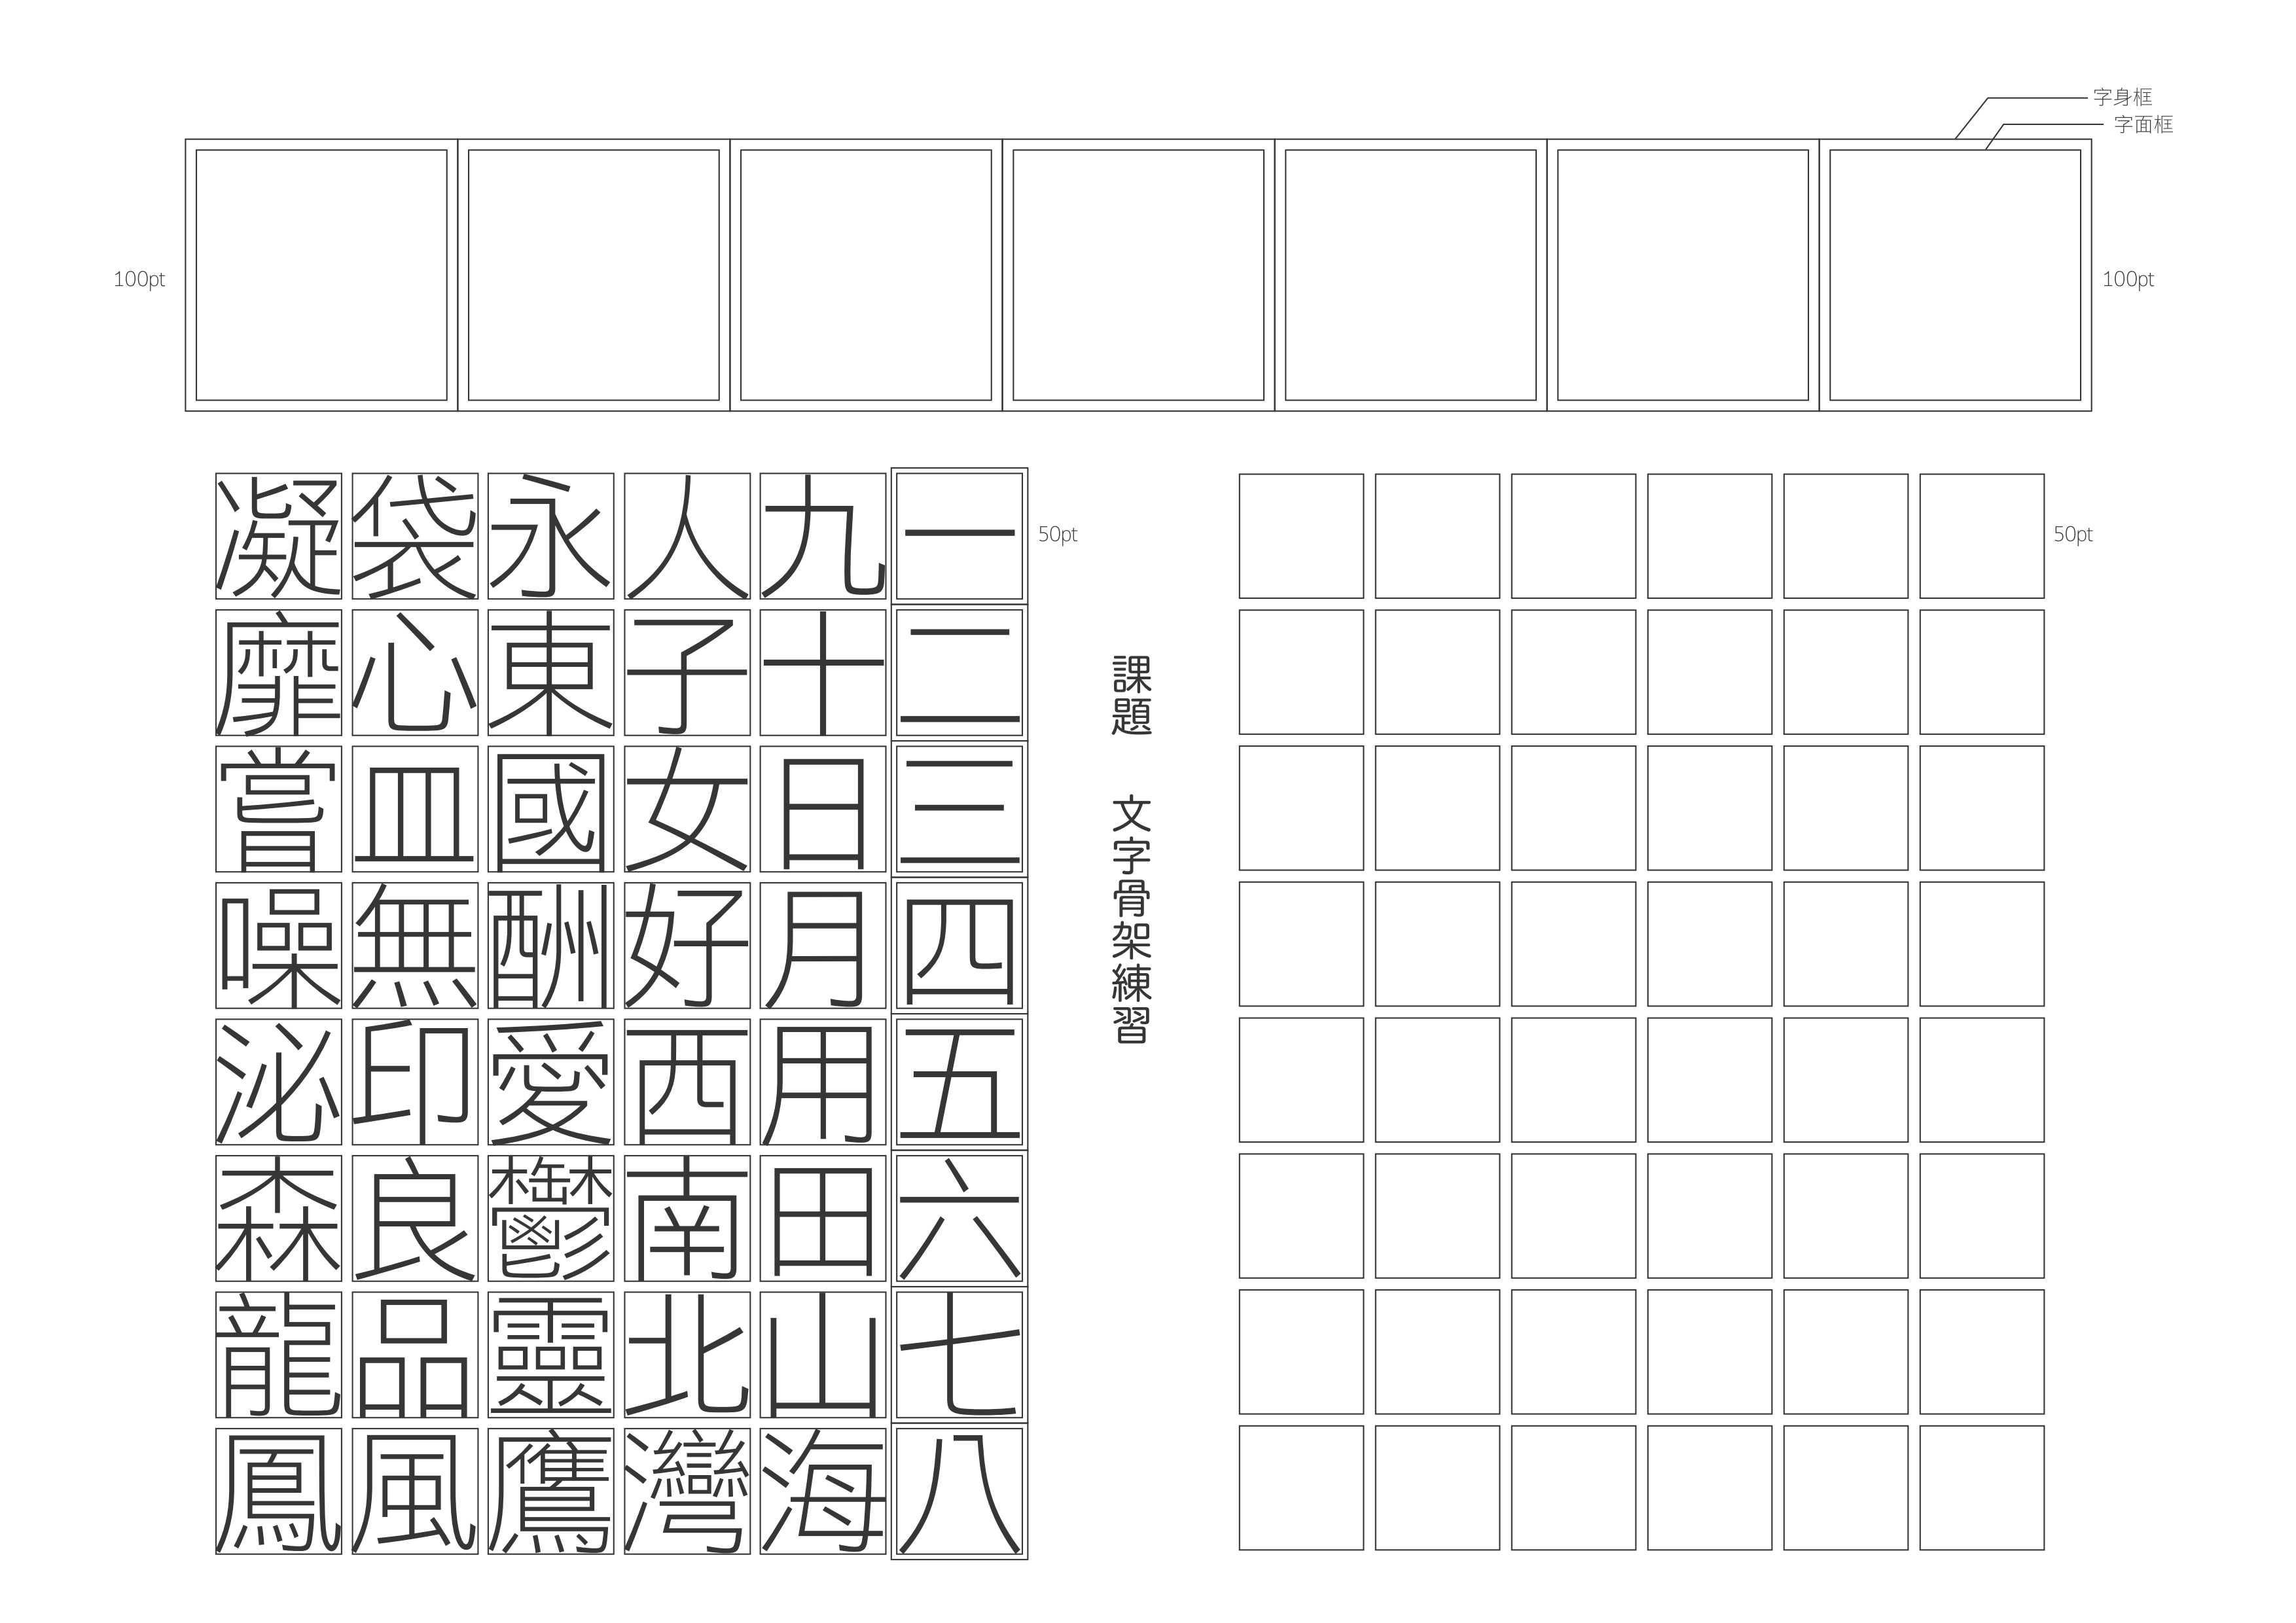 字身框
字面框
100pt
100pt
一二三四五六七八
九十日月用田山海
人子女好西南北灣
永東國酬愛鬱靈鷹
袋心皿無印良品風
凝靡嘗噪泌森龍鳳
50pt
課題 文字骨架練習
50pt